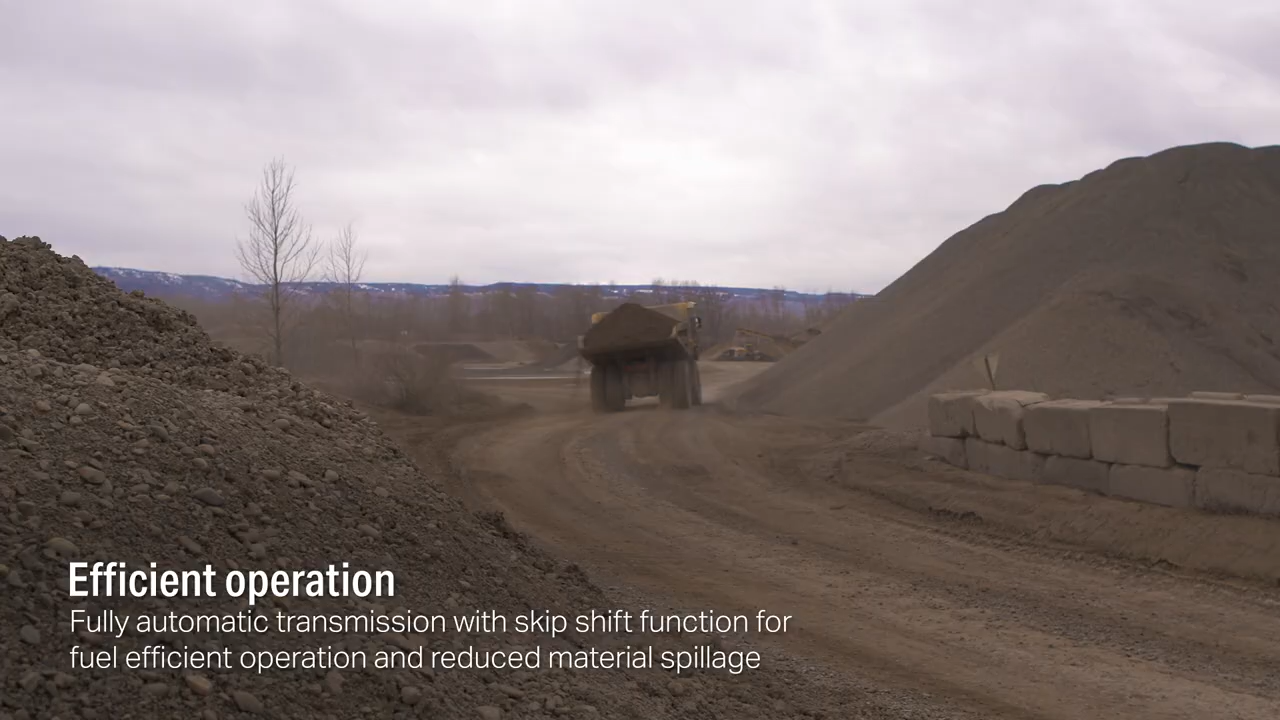 Efficient operation
Fully automatic transmission with skip shift function for
fuel efficient operation and reduced material spillage